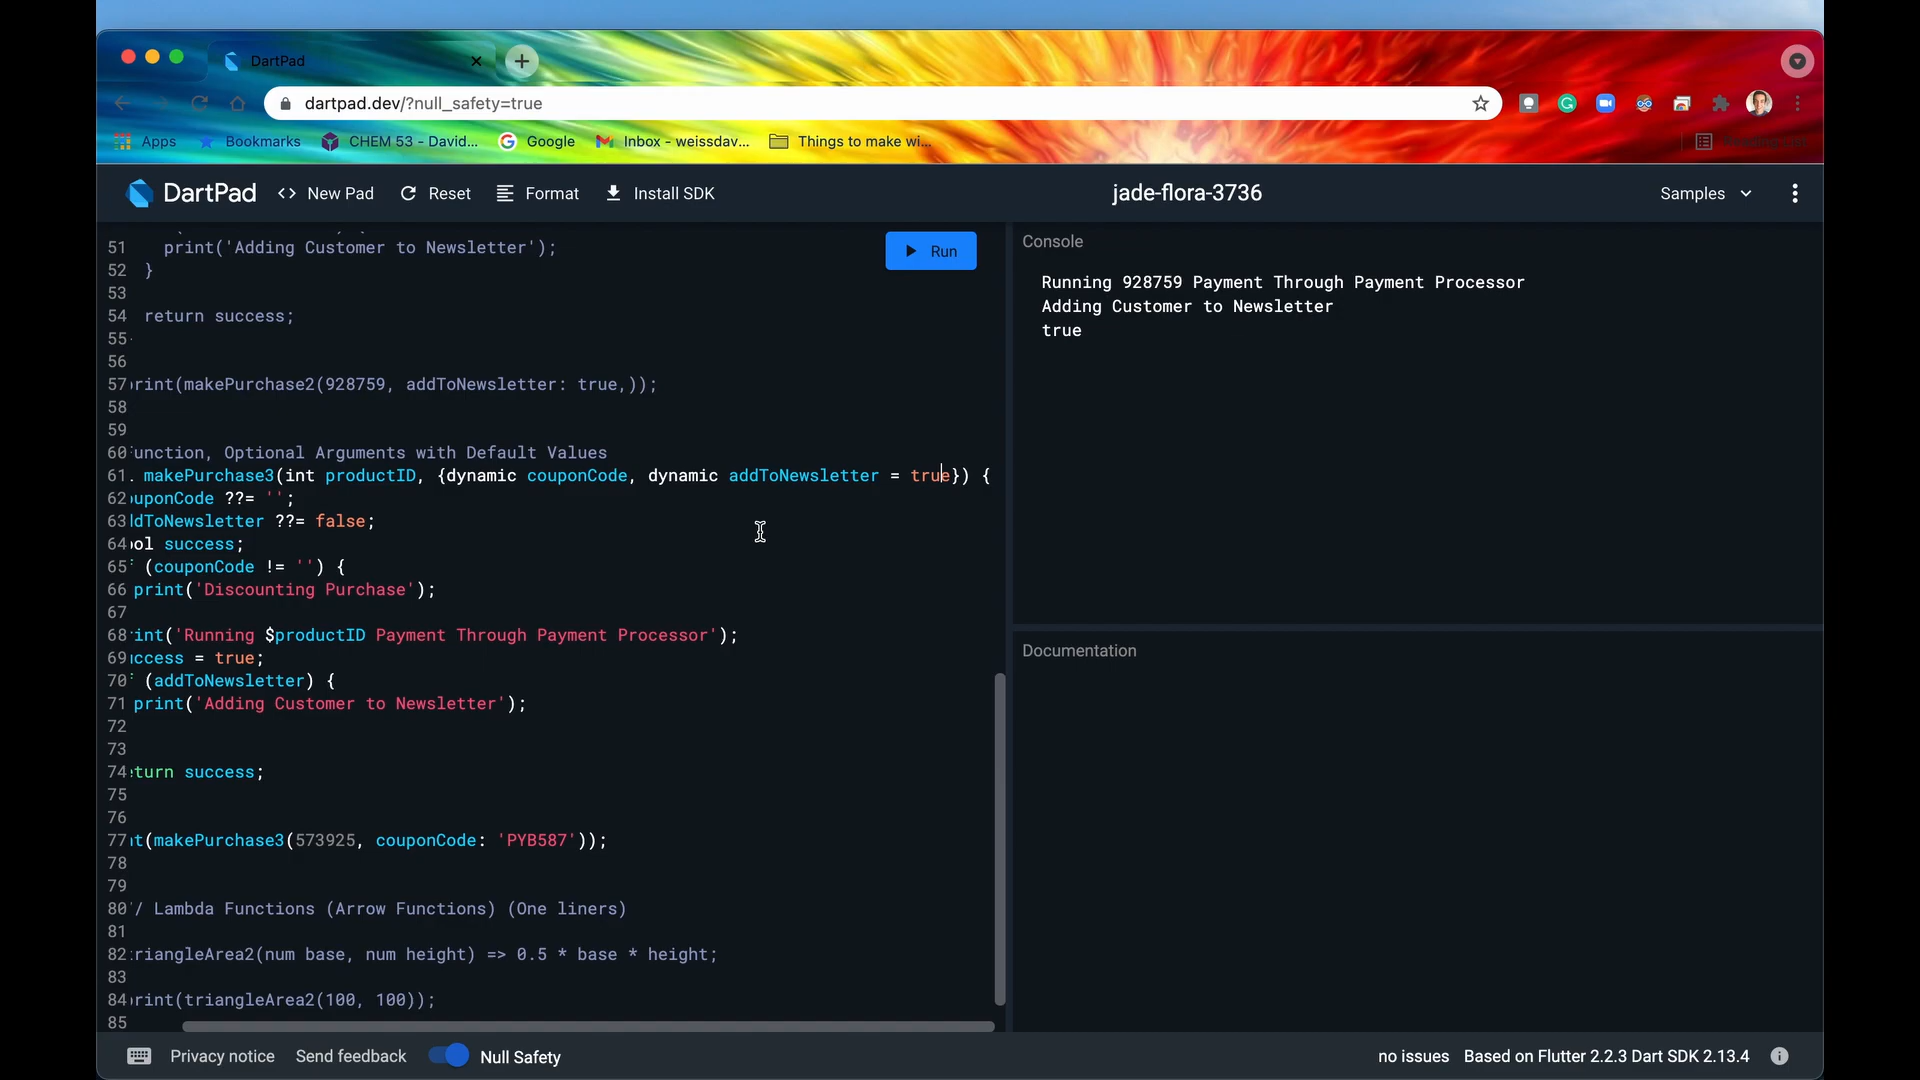 DartPad
dartpad.dev/?null_safety=true
Apps
Bookmarks
CHEM 53 - David...
Google
Inbox - weissdav...
Things to make wi...
Reading List
DartPad
New Pad
Reset
Format
Install SDK
jade-flora-3736
Samples
51 print('Adding Customer to Newsletter');
52 }
53
54 return success;
55
56
57 rint(makePurchase2(928759, addToNewsletter: true,));
58
59
60 unction, Optional Arguments with Default Values
61 makePurchase3(int productID, {dynamic couponCode, dynamic addToNewsletter = true}) {
62 ouponCode ??= '';
63 ddToNewsletter ??= false;
64 ool success;
65 (couponCode != '') {
66 print('Discounting Purchase');
67
68 int('Running $productID Payment Through Payment Processor');
69 uccess = true;
70 (addToNewsletter) {
71 print('Adding Customer to Newsletter');
72
73
74 turn success;
75
76
77 nt(makePurchase3(573925, couponCode: 'PYB587'));
78
79
80 / Lambda Functions (Arrow Functions) (One liners)
81
82 riangleArea2(num base, num height) => 0.5 * base * height;
83
84 rint(triangleArea2(100, 100));
85
Run
Console
Running 928759 Payment Through Payment Processor
Adding Customer to Newsletter
true
Documentation
Privacy notice
Send feedback
Null Safety
no issues
Based on Flutter 2.2.3 Dart SDK 2.13.4